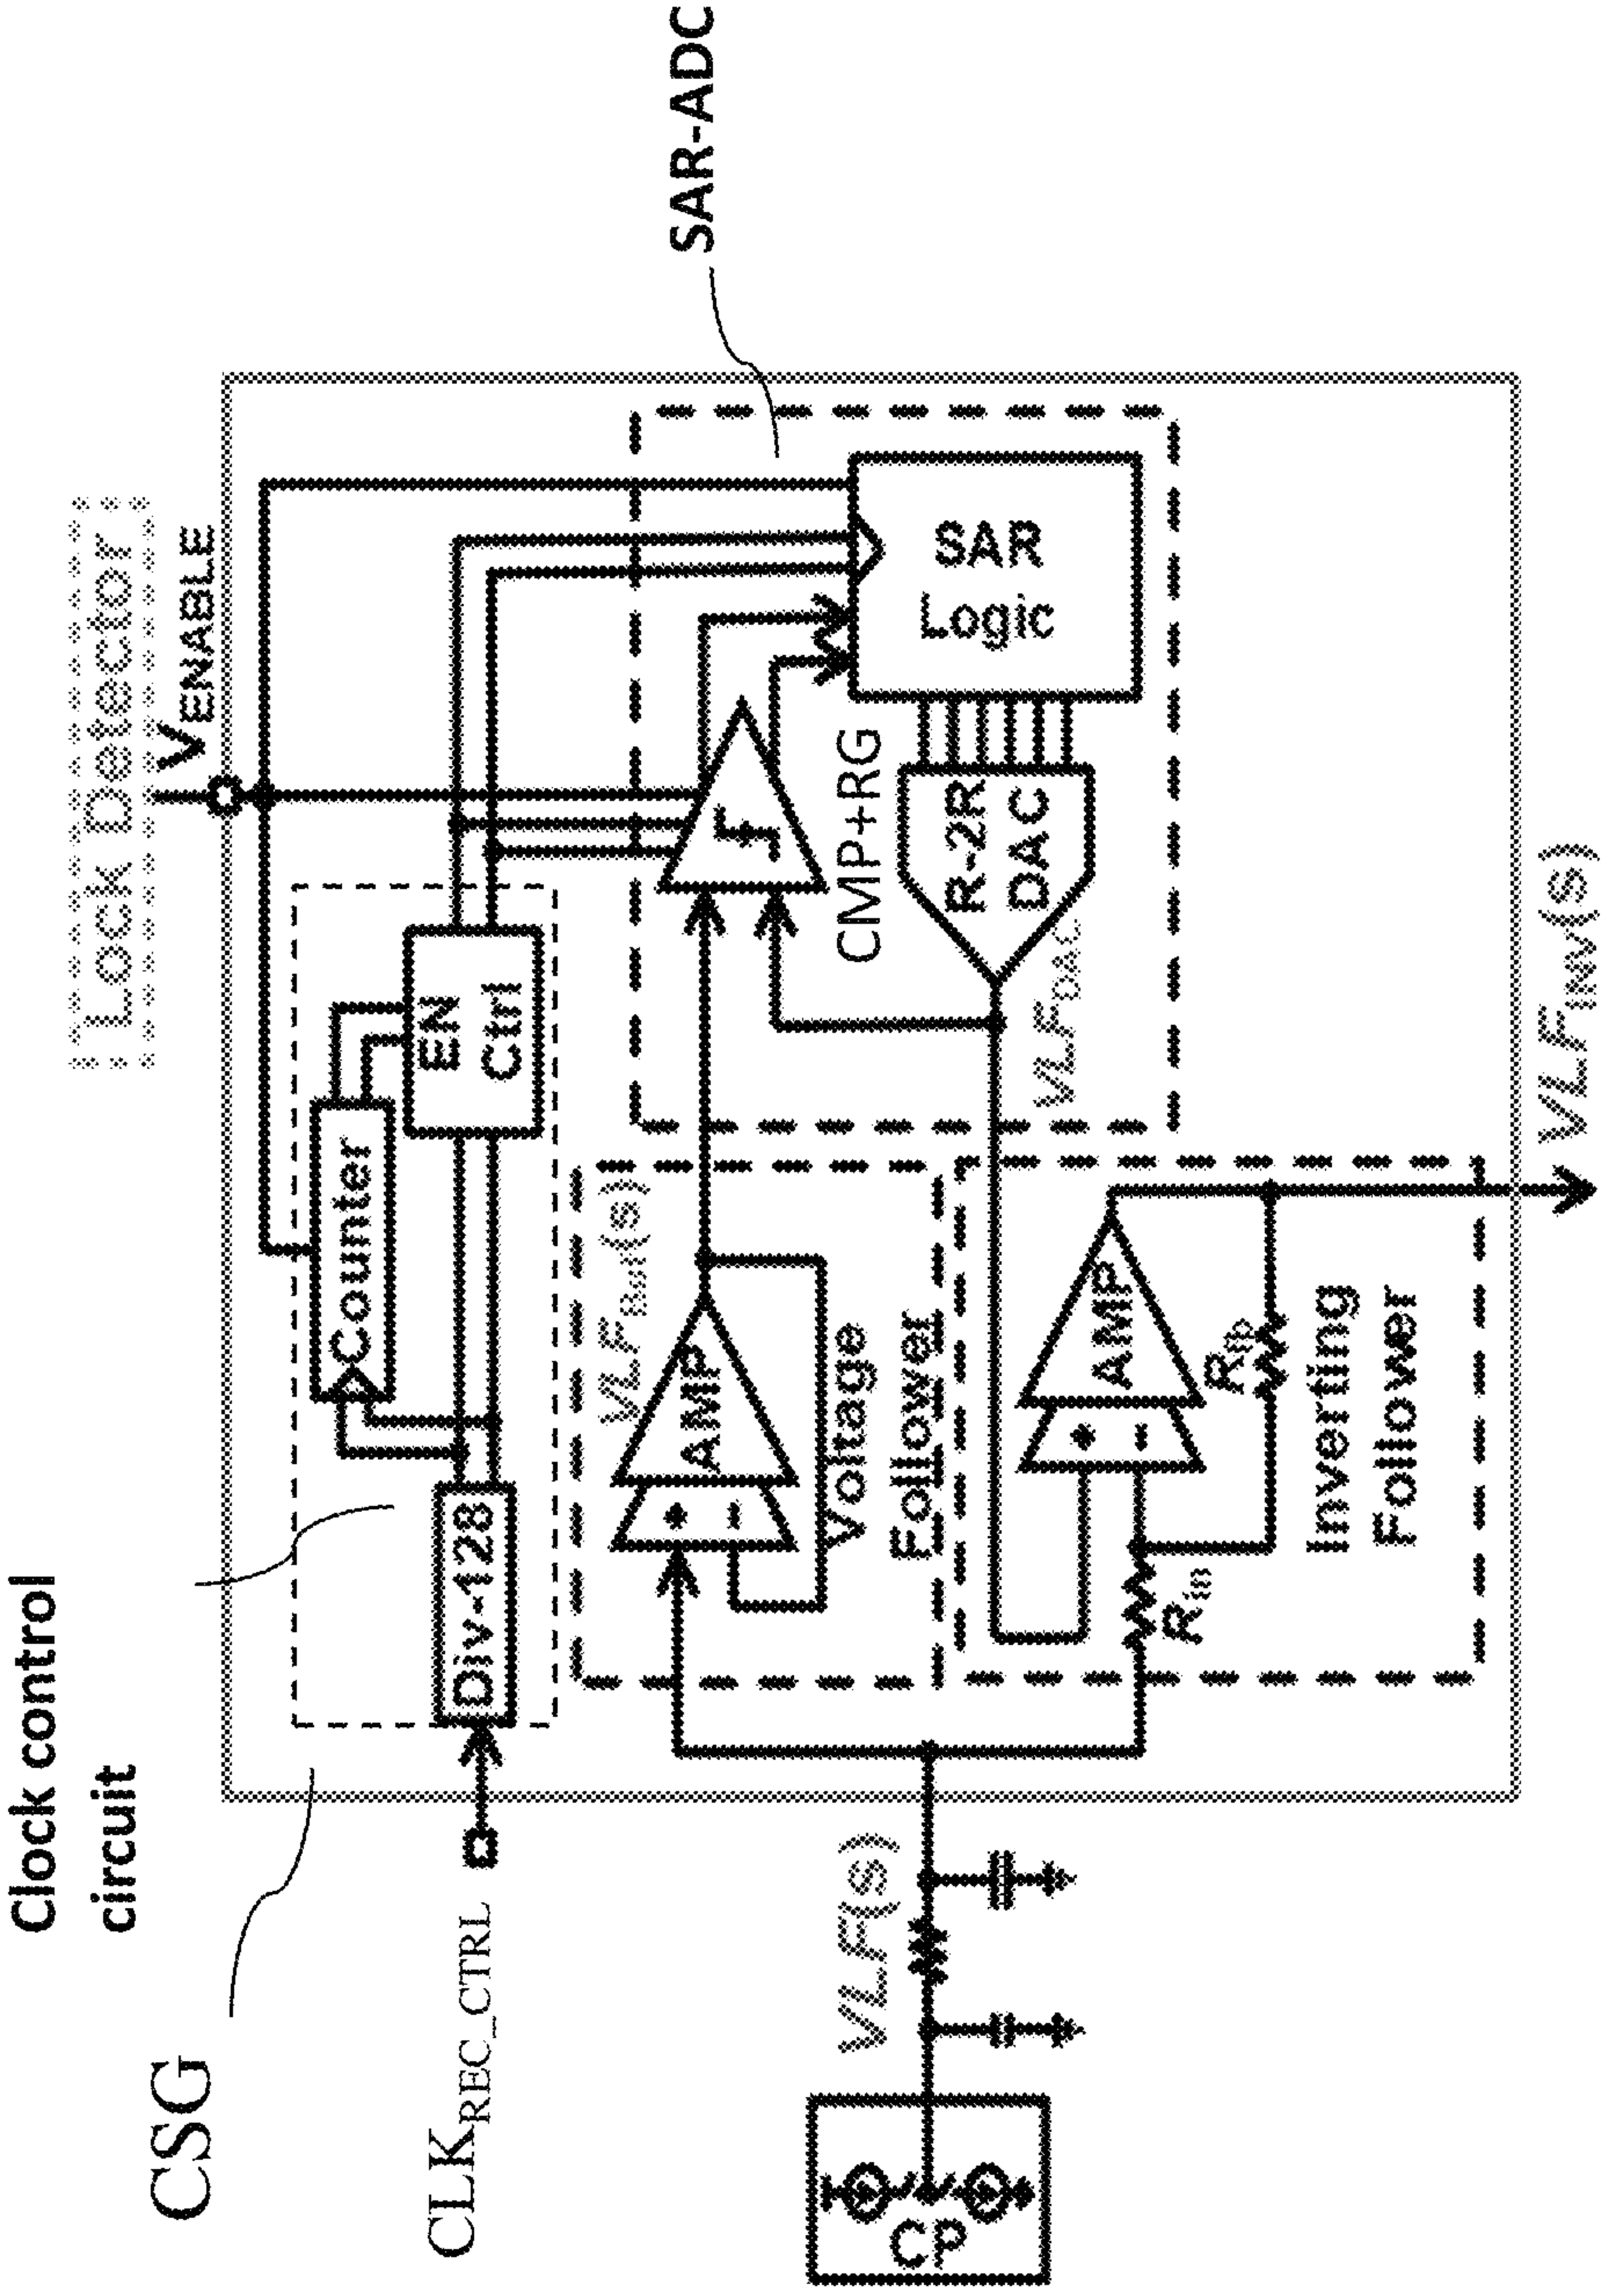 Clock control
circuit
CSG
Lock Detector
VENABLE
SAR-ADC
CLKREC_CTRL
Div-128
Counter
EN
Ctrl
VLFBuf(s)
AMP
+
−
Voltage
Follower
CMP+RG
SAR
Logic
R-2R
DAC
VLFDAC
CP
VLF(s)
Rin
+
−
AMP
Rfb
Inverting
Follower
VLFINV(s)